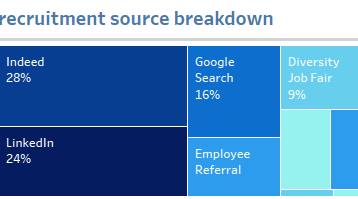 recruitment source breakdown
Indeed
28%
LinkedIn
24%
Google
Search
16%
Employee
Referral
Diversity
Job Fair
9%